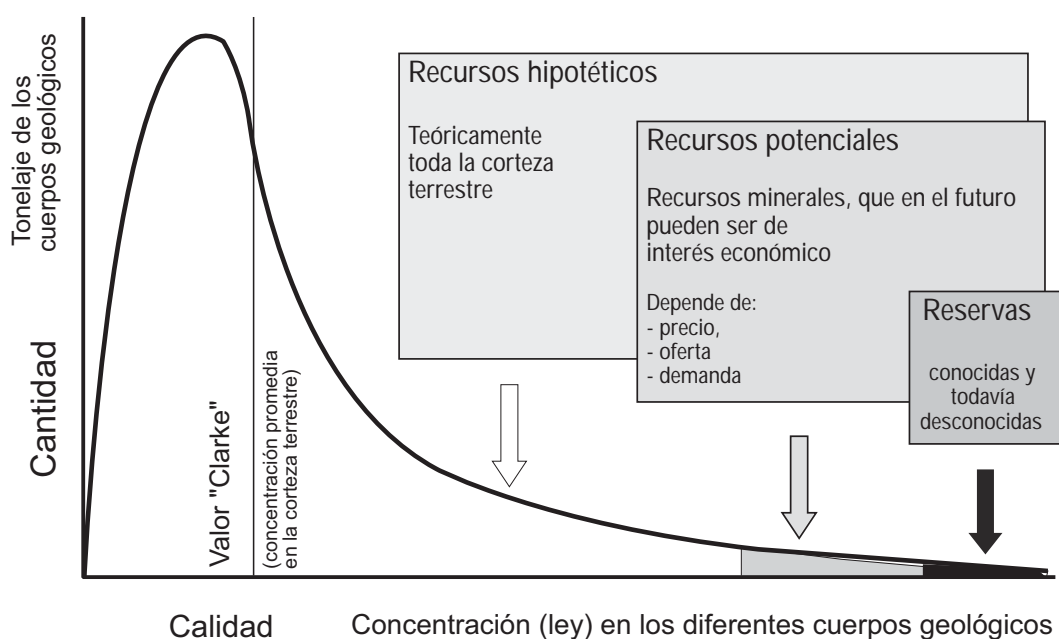 Tonelaje de los
cuerpos geológicos
Cantidad
Valor "Clarke"
(concentración promedia
en la corteza terrestre)
Recursos hipotéticos
Teóricamente
toda la corteza
terrestre
Recursos potenciales
Recursos minerales, que en el futuro
pueden ser de
interés económico
Depende de:
- precio,
- oferta
- demanda
Reservas
conocidas y
todavía
desconocidas
Calidad
Concentración (ley) en los diferentes cuerpos geológicos